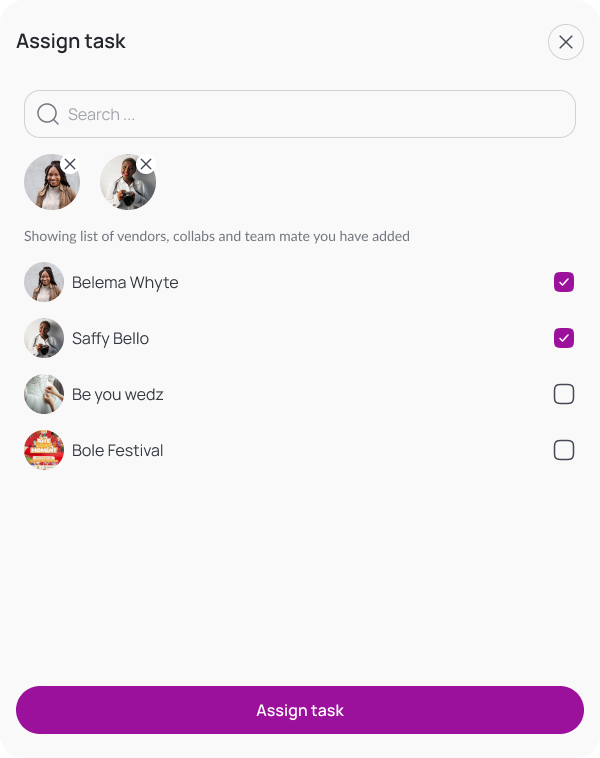 Assign task
Search ...
Showing list of vendors, collabs and team mate you have added
Belema Whyte
Saffy Bello
Be you wedz
MOMENT
Bole Festival
Assign task